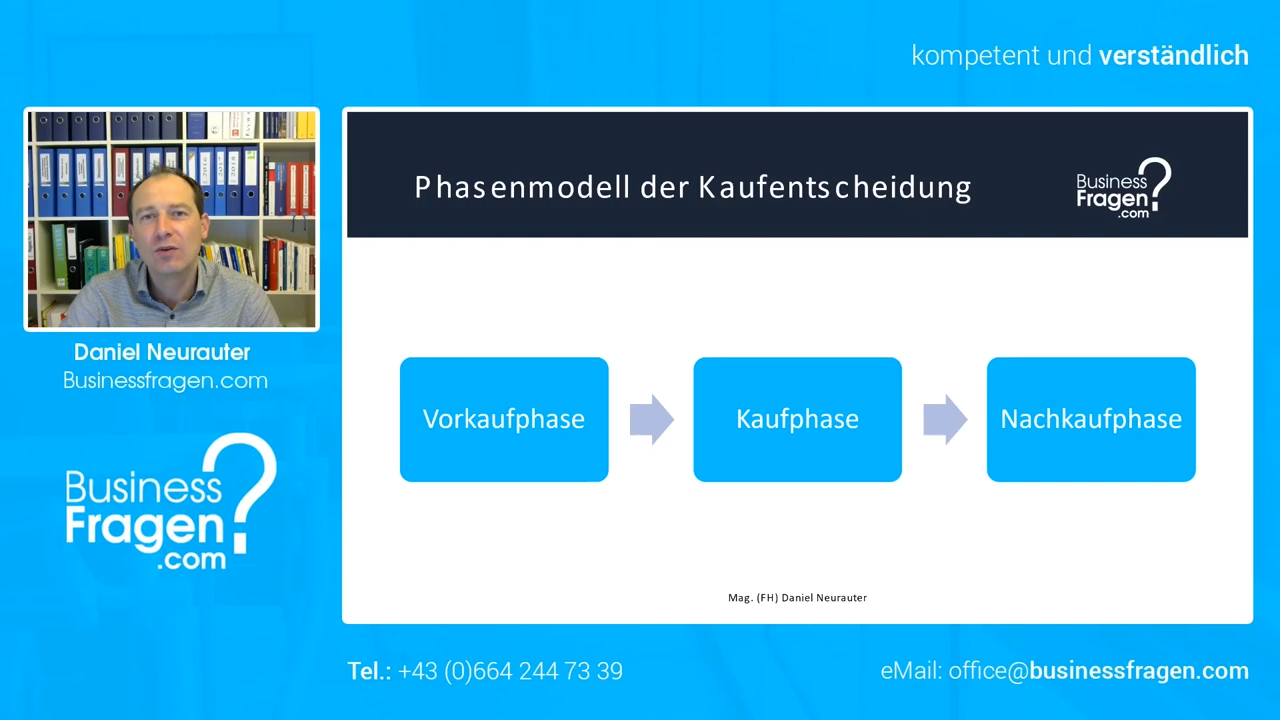 kompetent und verständlich
Phasenmodell der Kaufentscheidung
Business
Fragen
.com
Vorkaufphase
Kaufphase
Nachkaufphase
Mag. (FH) Daniel Neurauter
Daniel Neurauter
Businessfragen.com
Business
Fragen
.com
Tel.: +43 (0)664 244 73 39
eMail: office@businessfragen.com